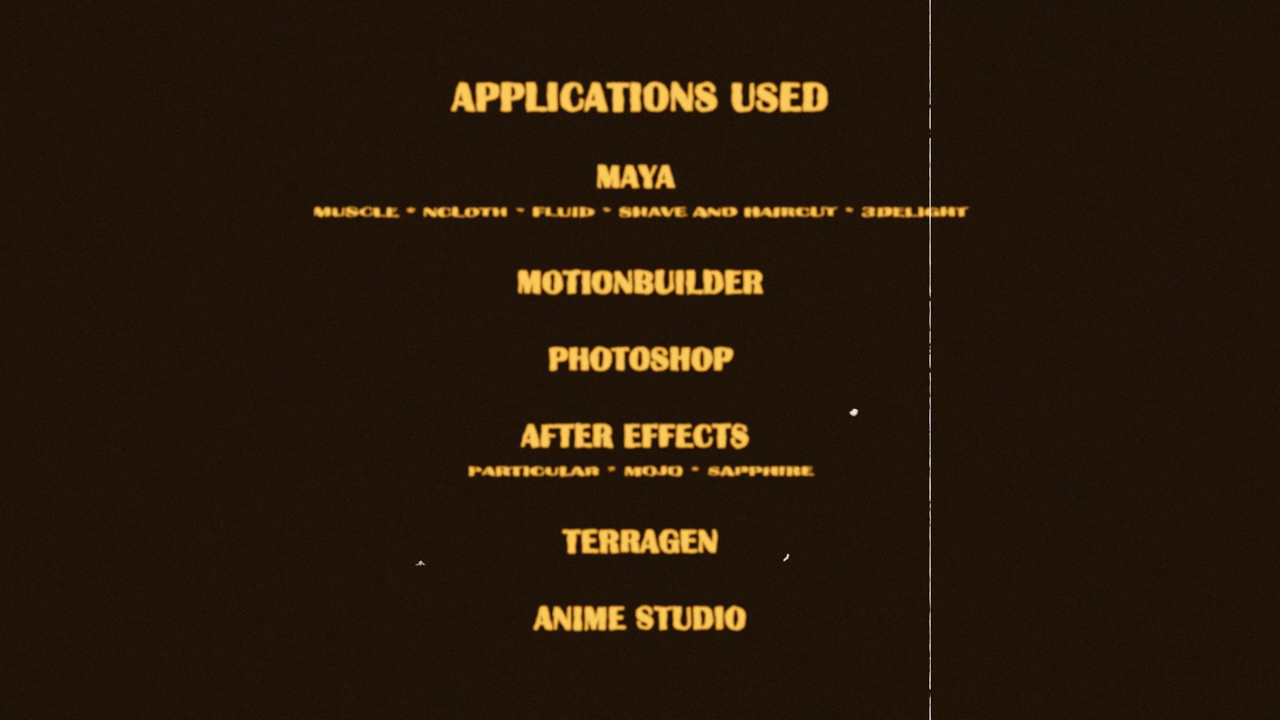 APPLICATIONS USED
MAYA
MUSCLE * NCLOTH * FLUID * SHAVE AND HAIRCUT * 3DELIGHT
MOTIONBUILDER
PHOTOSHOP
AFTER EFFECTS
PARTICULAR * MOJO * SAPPHIRE
TERRAGEN
ANIME STUDIO